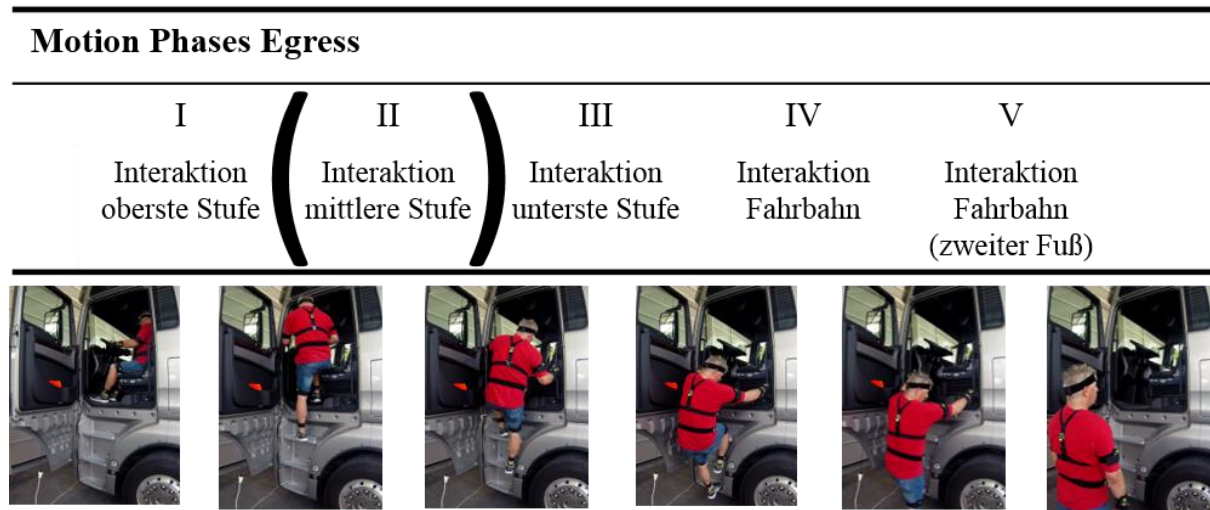 Motion Phases Egress
I
II
III
IV
V
Interaktion
oberste Stufe
Interaktion
mittlere Stufe
Interaktion
unterste Stufe
Interaktion
Fahrbahn
Interaktion
Fahrbahn
(zweiter Fuß)